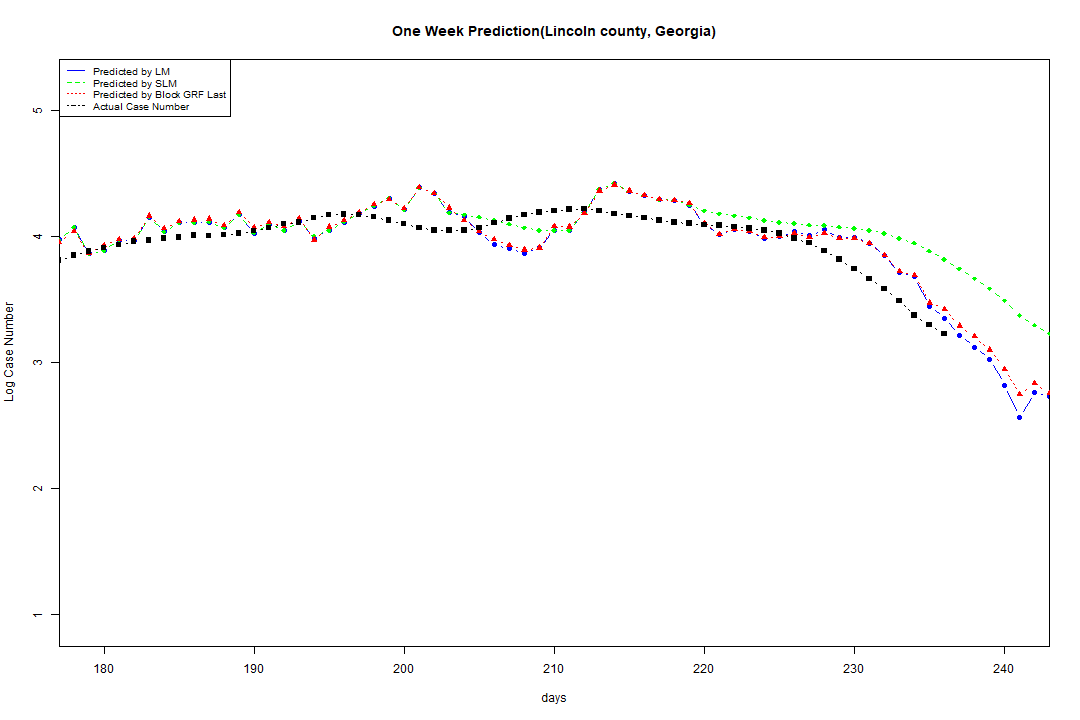 One Week Prediction(Lincoln county, Georgia)
Predicted by LM
Predicted by SLM
Predicted by Block GRF Last
Actual Case Number
5
4
3
2
1
Log Case Number
180 190 200 210 220 230 240
days